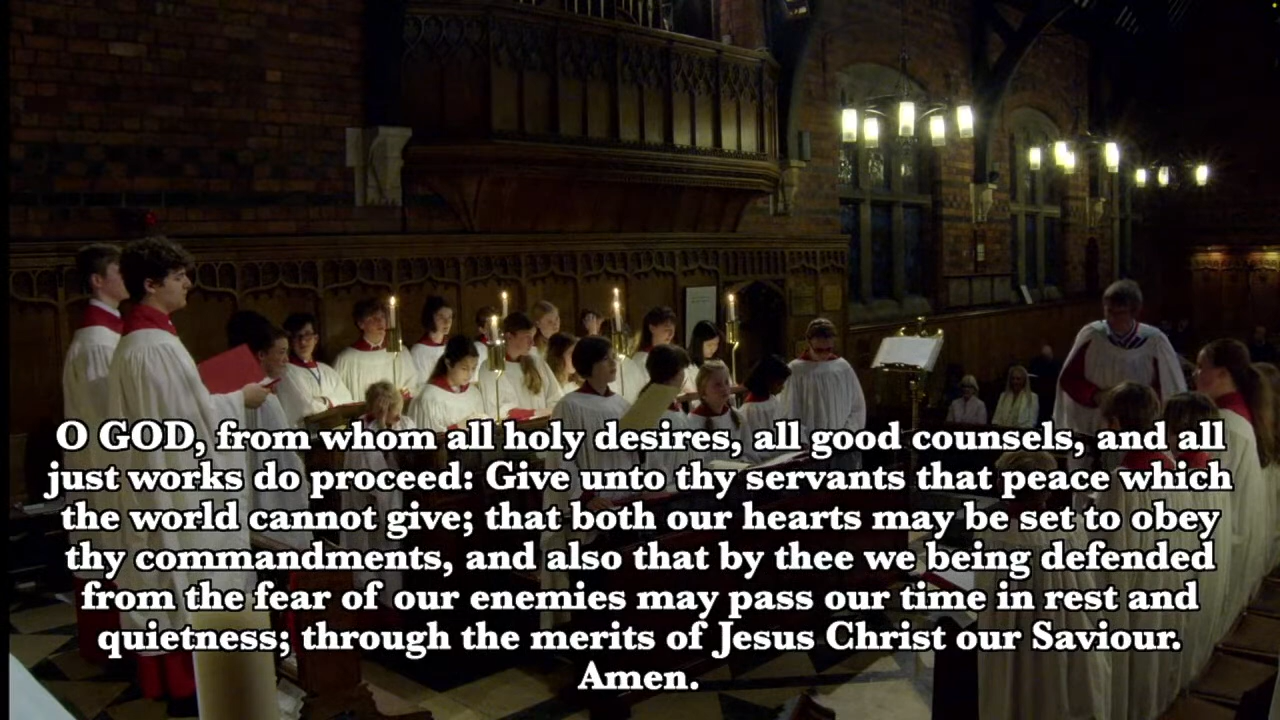 O GOD, from whom all holy desires, all good counsels, and all
just works do proceed: Give unto thy servants that peace which
the world cannot give; that both our hearts may be set to obey
thy commandments, and also that by thee we being defended
from the fear of our enemies may pass our time in rest and
quietness; through the merits of Jesus Christ our Saviour.
Amen.